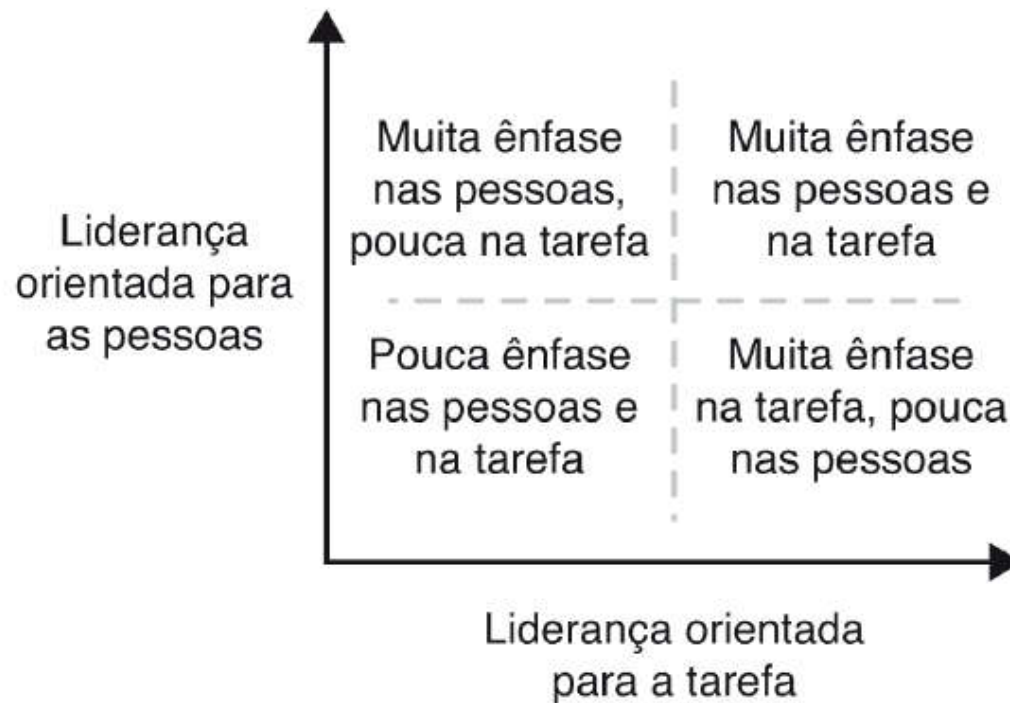 Muita ênfase
nas pessoas,
pouca na tarefa
Muita ênfase
nas pessoas e
na tarefa
Liderança
orientada para
as pessoas
Pouca ênfase
nas pessoas e
na tarefa
Muita ênfase
na tarefa, pouca
nas pessoas
Liderança orientada
para a tarefa